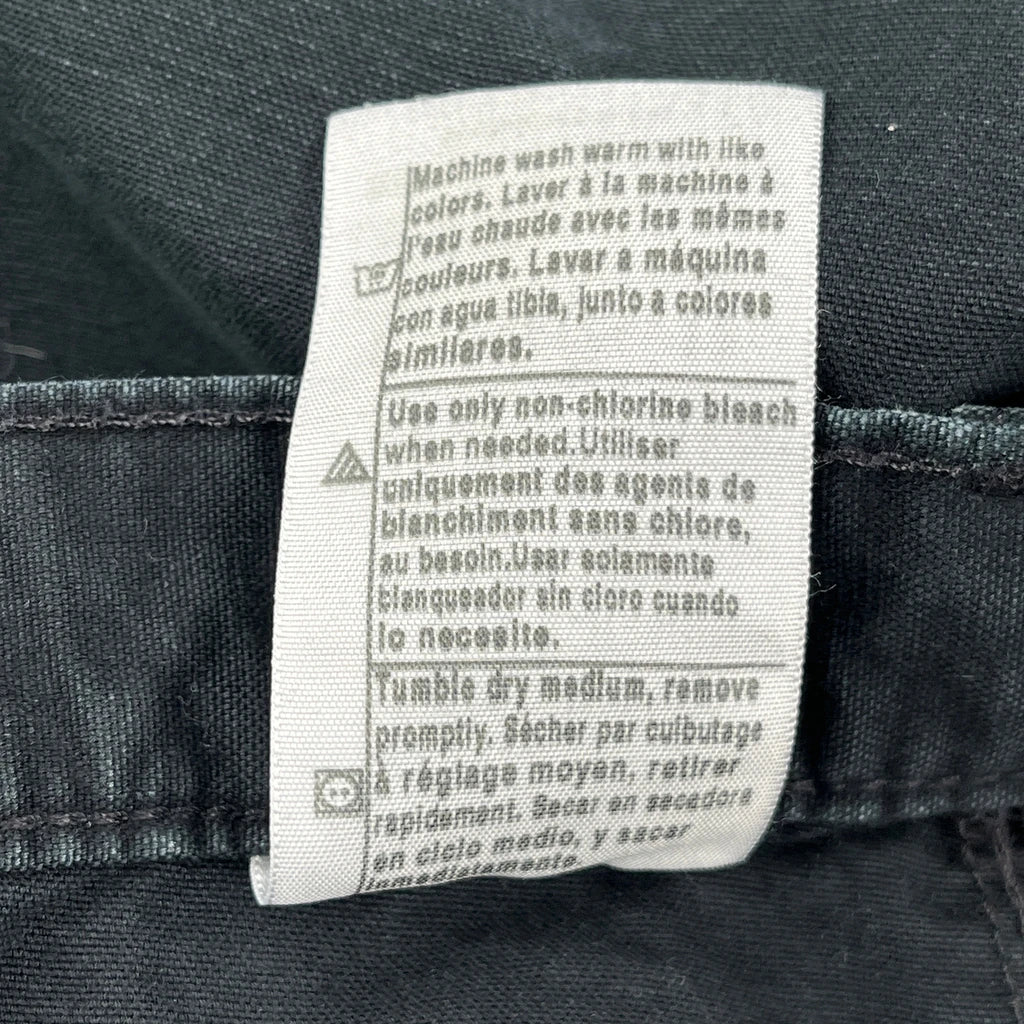 Machine wash warm with like
colors. Laver à la machine à
l'eau chaude avec les mêmes
couleurs. Lavar a máquina
con agua tibia, junto a colores
similares.
Use only non-chlorine bleach
when needed.Utiliser
uniquement des agents de
blanchiment sans chlore,
au besoin.Usar solamente
blanqueador sin cloro cuando
lo necesite.
Tumble dry medium, remove
promptly. Sécher par culbutage
à réglage moyen, retirer
rapidement. Secar en secadora
en ciclo medio, y sacar
inmediatamente.